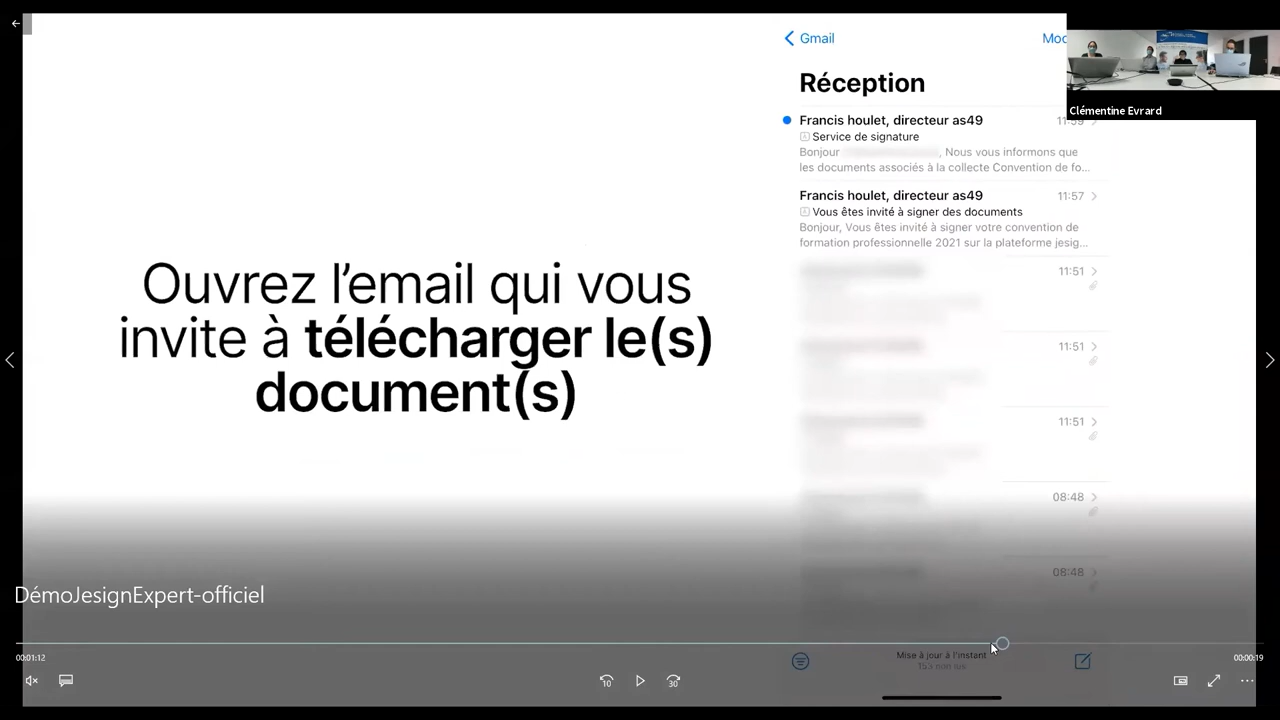 Gmail
Réception
Clémentine Evrard
Francis houlet, directeur as49
11:59
Service de signature
Bonjour , Nous vous informons que
les documents associés à la collecte Convention de fo...
Francis houlet, directeur as49
11:57
Vous êtes invité à signer des documents
Bonjour, Vous êtes invité à signer votre convention de
formation professionnelle 2021 sur la plateforme jesig...
11:51
11:51
11:51
08:48
08:48
Ouvrez l'email qui vous
invite à télécharger le(s)
document(s)
DémoJesignExpert-officiel
00:01:12
00:00:19
Mise à jour à l'instant
10
30